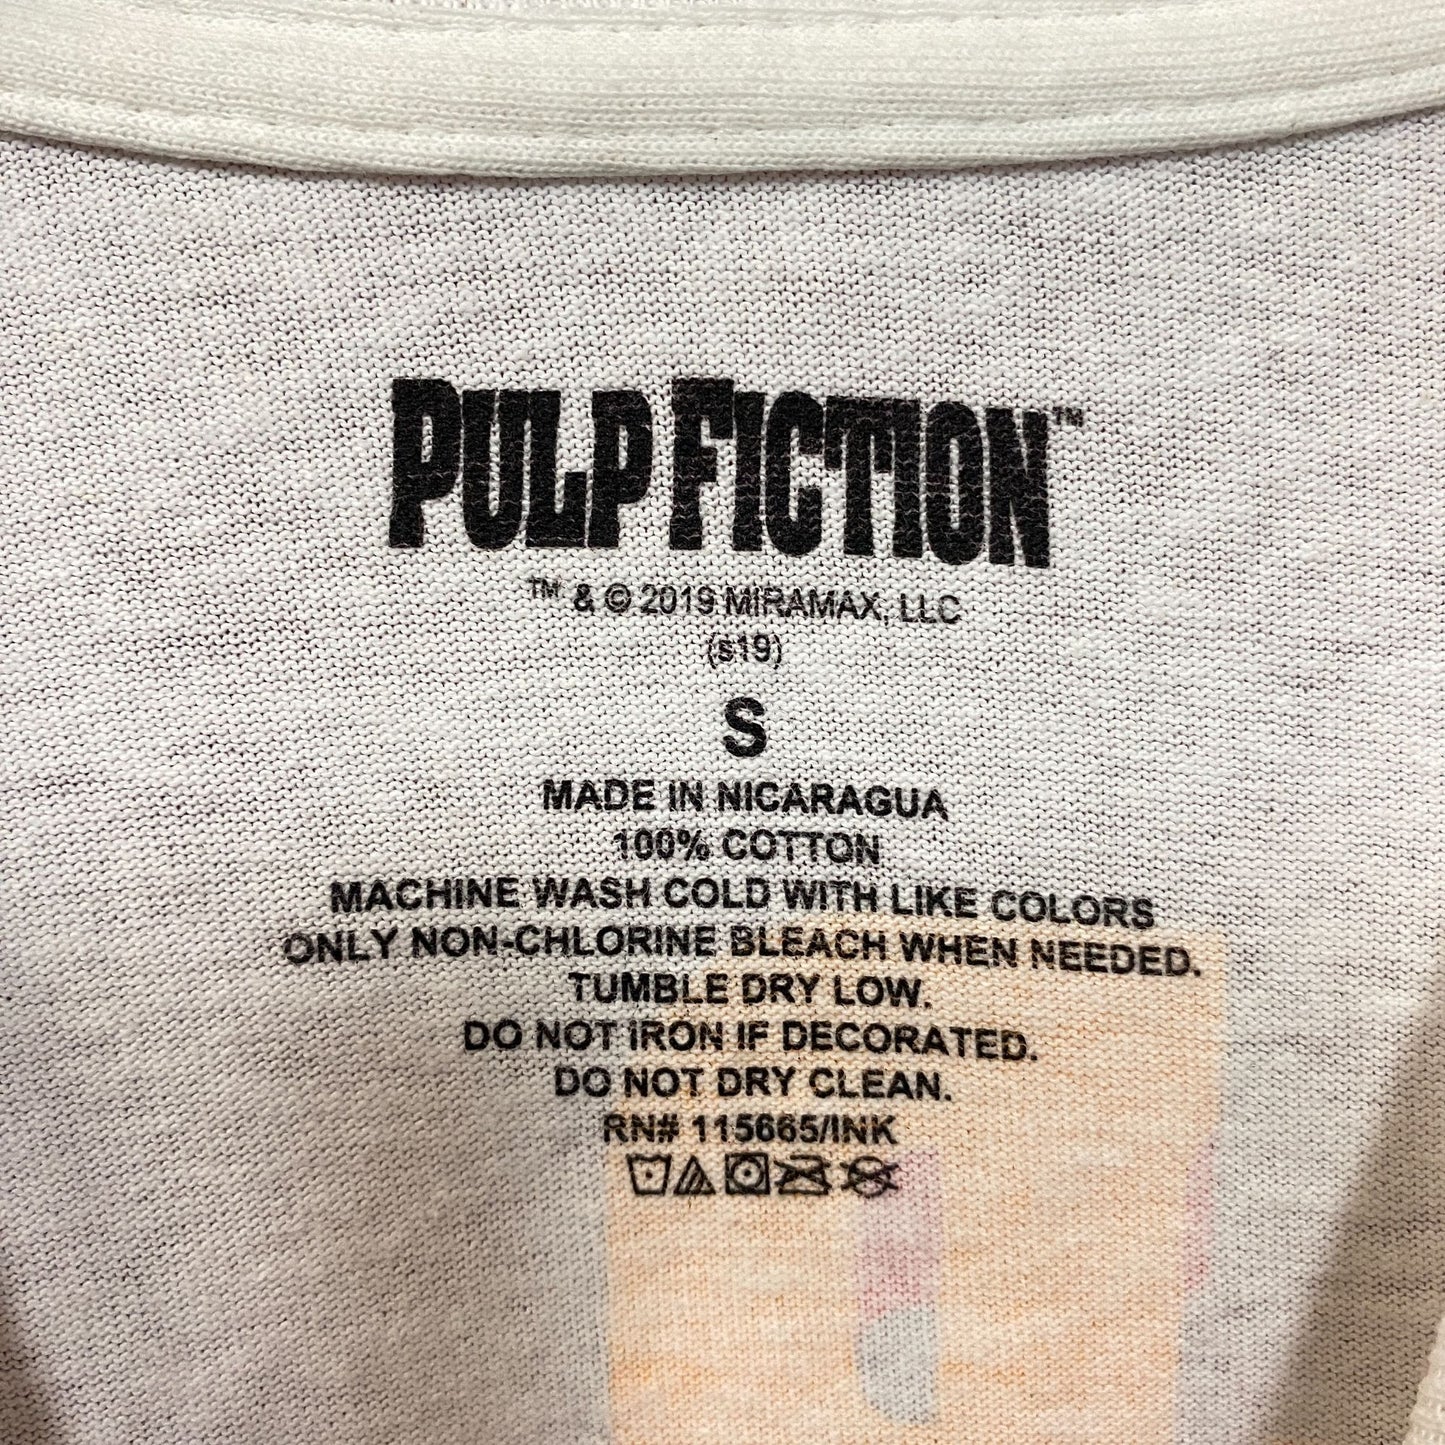 PULP FICTION™
™ & © 2019 MIRAMAX, LLC
(s19)
S
MADE IN NICARAGUA
100% COTTON
MACHINE WASH COLD WITH LIKE COLORS
ONLY NON-CHLORINE BLEACH WHEN NEEDED.
TUMBLE DRY LOW.
DO NOT IRON IF DECORATED.
DO NOT DRY CLEAN.
RN# 115665/INK